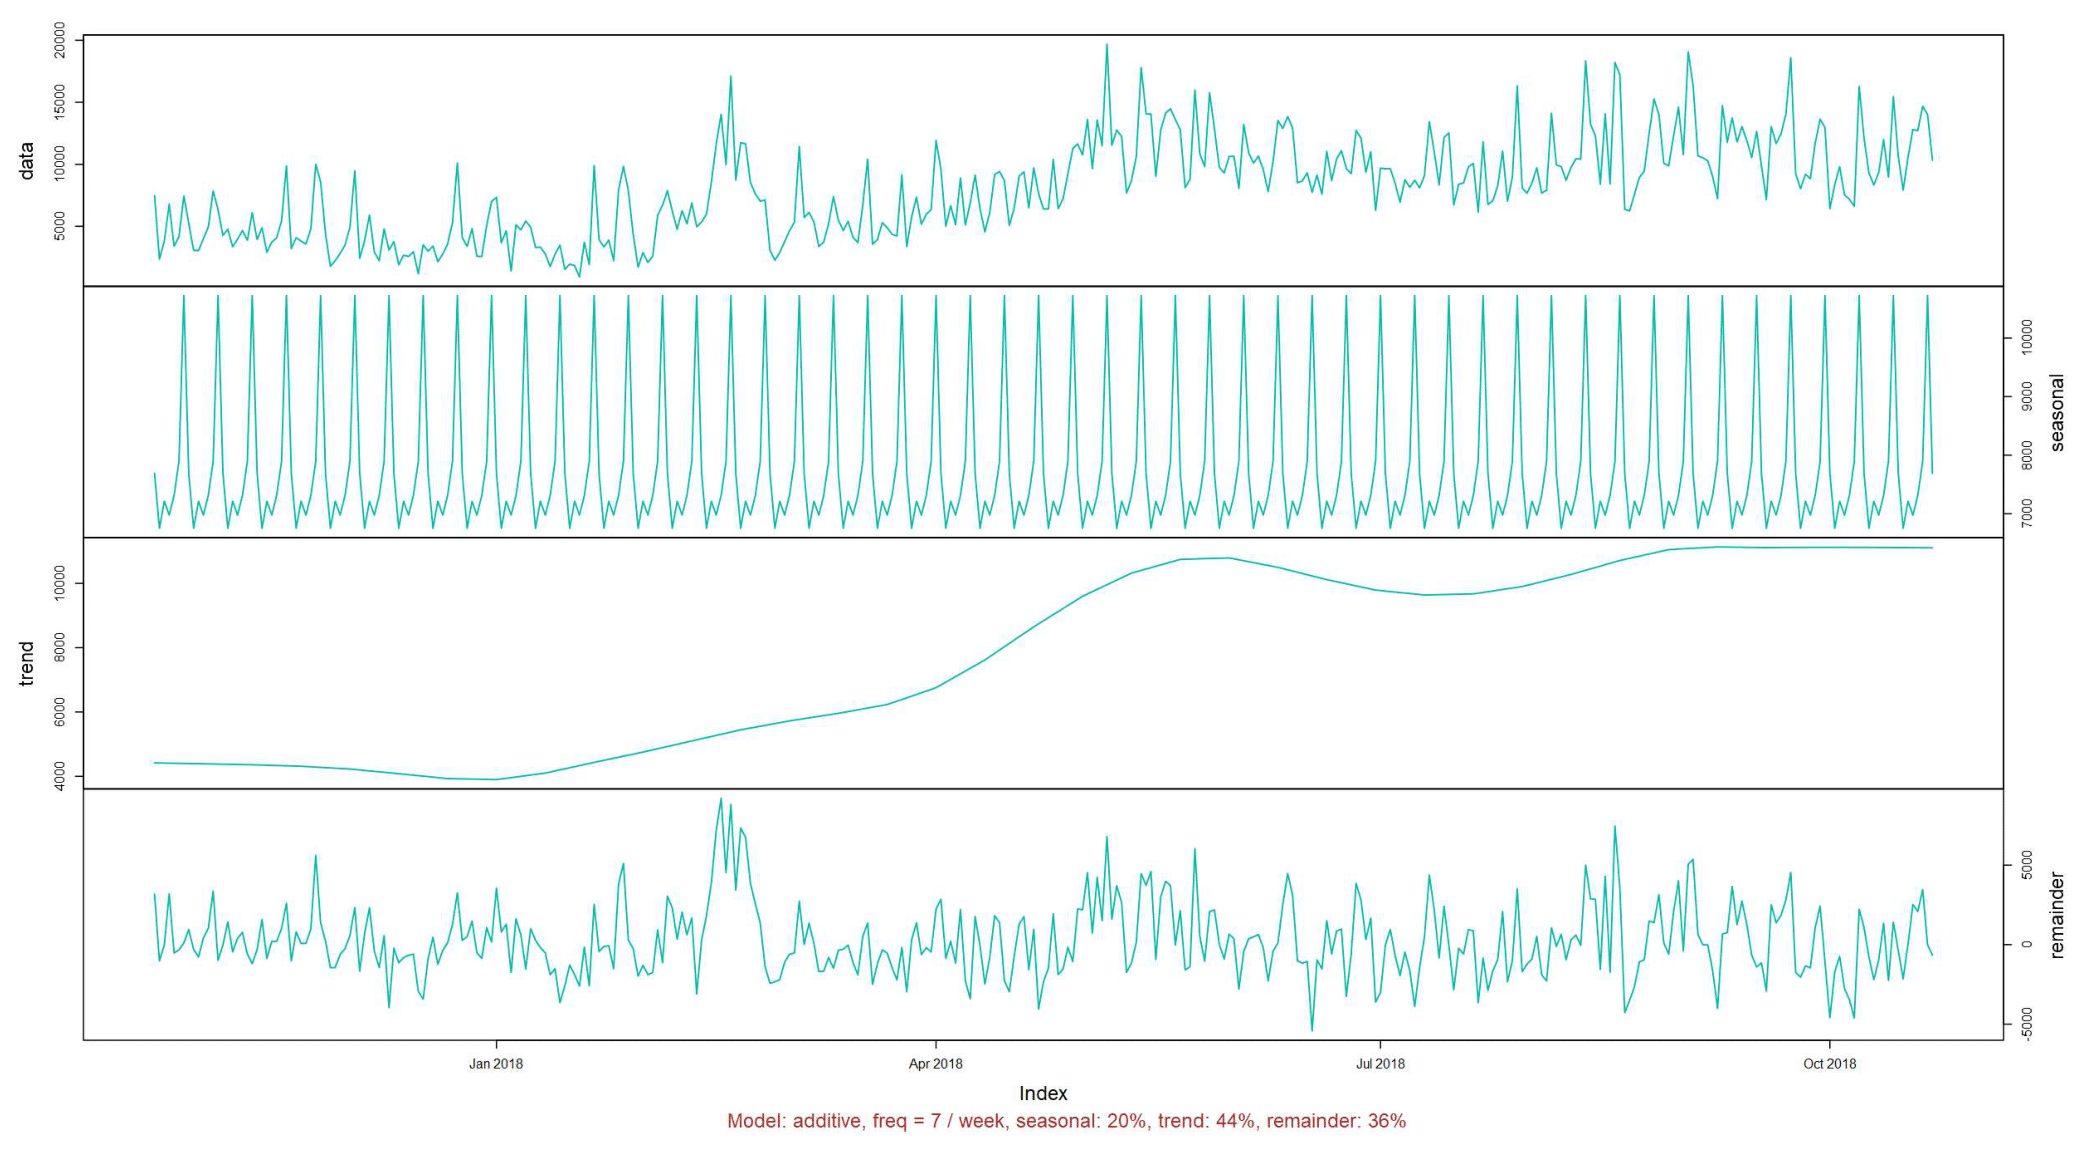 data
20000
15000
10000
5000
seasonal
10000
9000
8000
7000
trend
10000
8000
6000
4000
remainder
5000
0
-5000
Jan 2018 Apr 2018 Jul 2018 Oct 2018
Index
Model: additive, freq = 7 / week, seasonal: 20%, trend: 44%, remainder: 36%